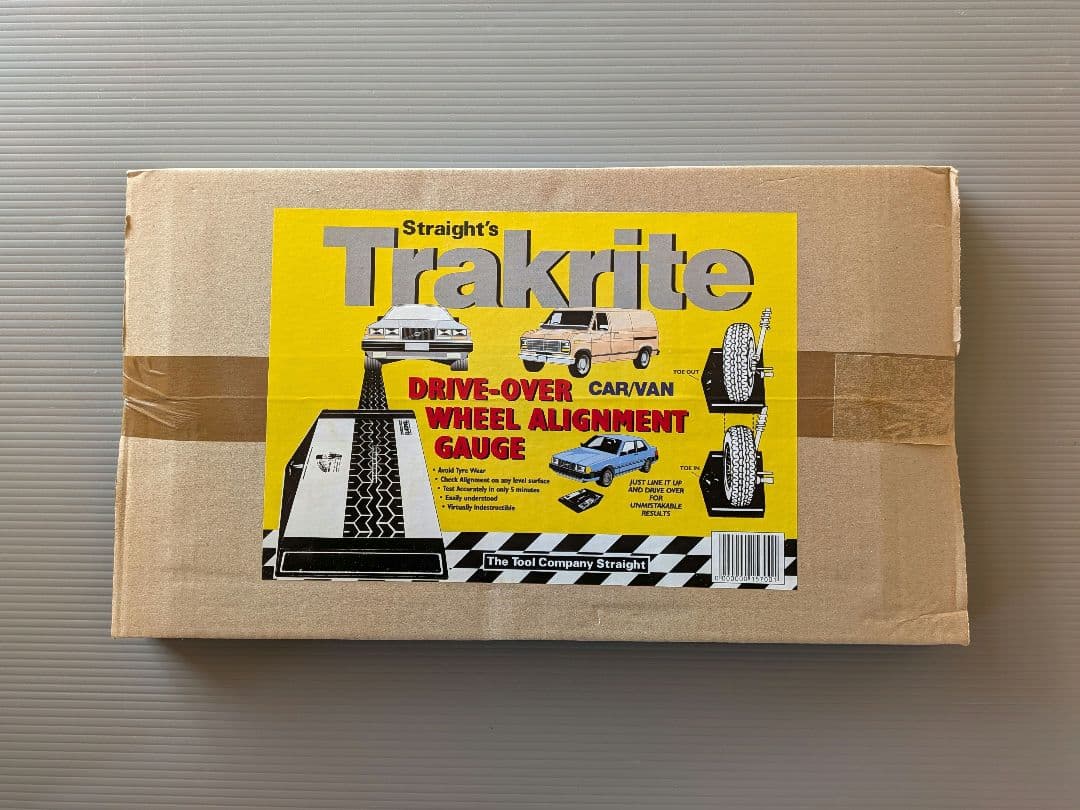 Straight's
Trakrite
TOE OUT
DRIVE-OVER CAR/VAN
WHEEL ALIGNMENT
GAUGE
• Avoid Tyre Wear
• Check Alignment on any level surface
• Test Accurately in only 5 minutes
• Easily understood
• Virtually Indestructible
TOE IN
JUST LINE IT UP
AND DRIVE OVER
FOR
UNMISTAKABLE
RESULTS
The Tool Company Straight